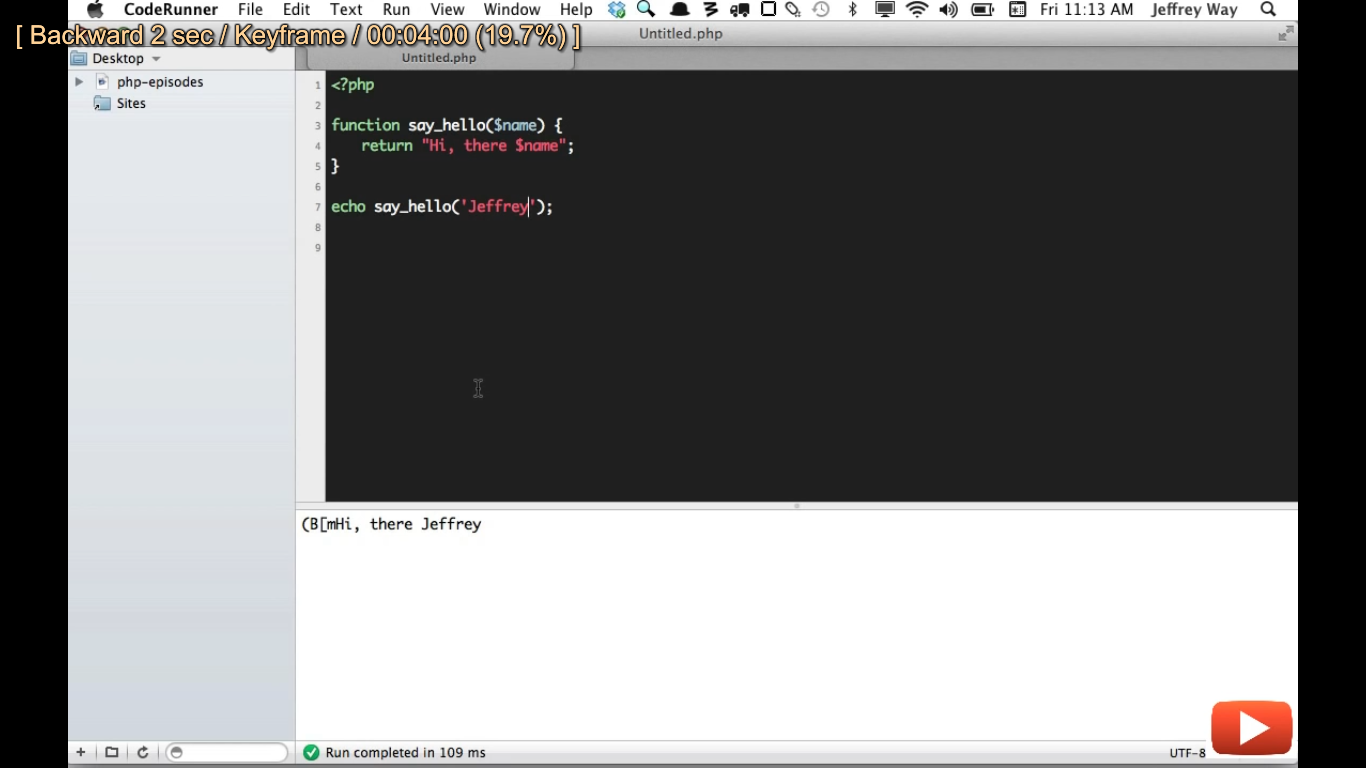 CodeRunner File Edit Text Run View Window Help Fri 11:13 AM Jeffrey Way
[ Backward 2 sec / Keyframe / 00:04:00 (19.7%) ]
Untitled.php
Desktop
Untitled.php
php-episodes
Sites
1 <?php
2
3 function say_hello($name) {
4 return "Hi, there $name";
5 }
6
7 echo say_hello('Jeffrey');
8
9
(B[mHi, there Jeffrey
Run completed in 109 ms
UTF-8